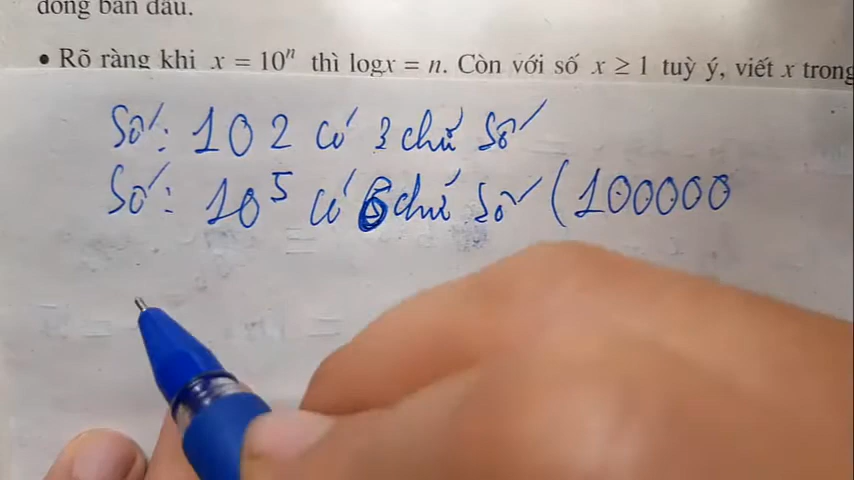 đồng ban đầu.
• Rõ ràng khi x = 10ⁿ thì logx = n. Còn với số x ≥ 1 tuỳ ý, viết x trong
Số: 102 có 3 chữ số
Số: 10⁵ có 6 chữ số (100000